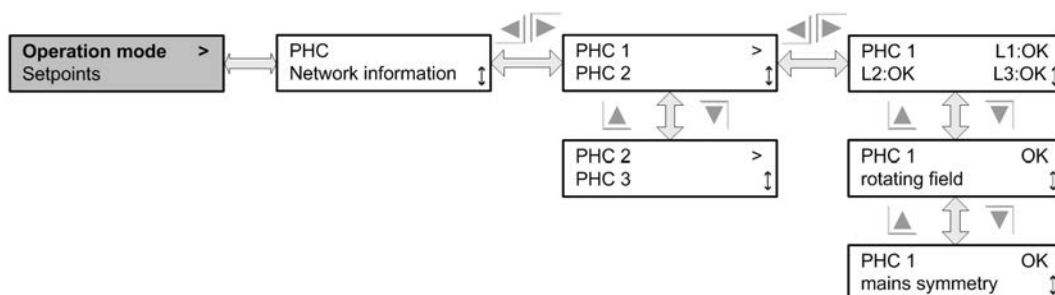 Operation mode >
Setpoints
PHC
Network information
PHC 1 >
PHC 2
PHC 1 L1:OK
L2:OK L3:OK
PHC 2 >
PHC 3
PHC 1 OK
rotating field
PHC 1 OK
mains symmetry